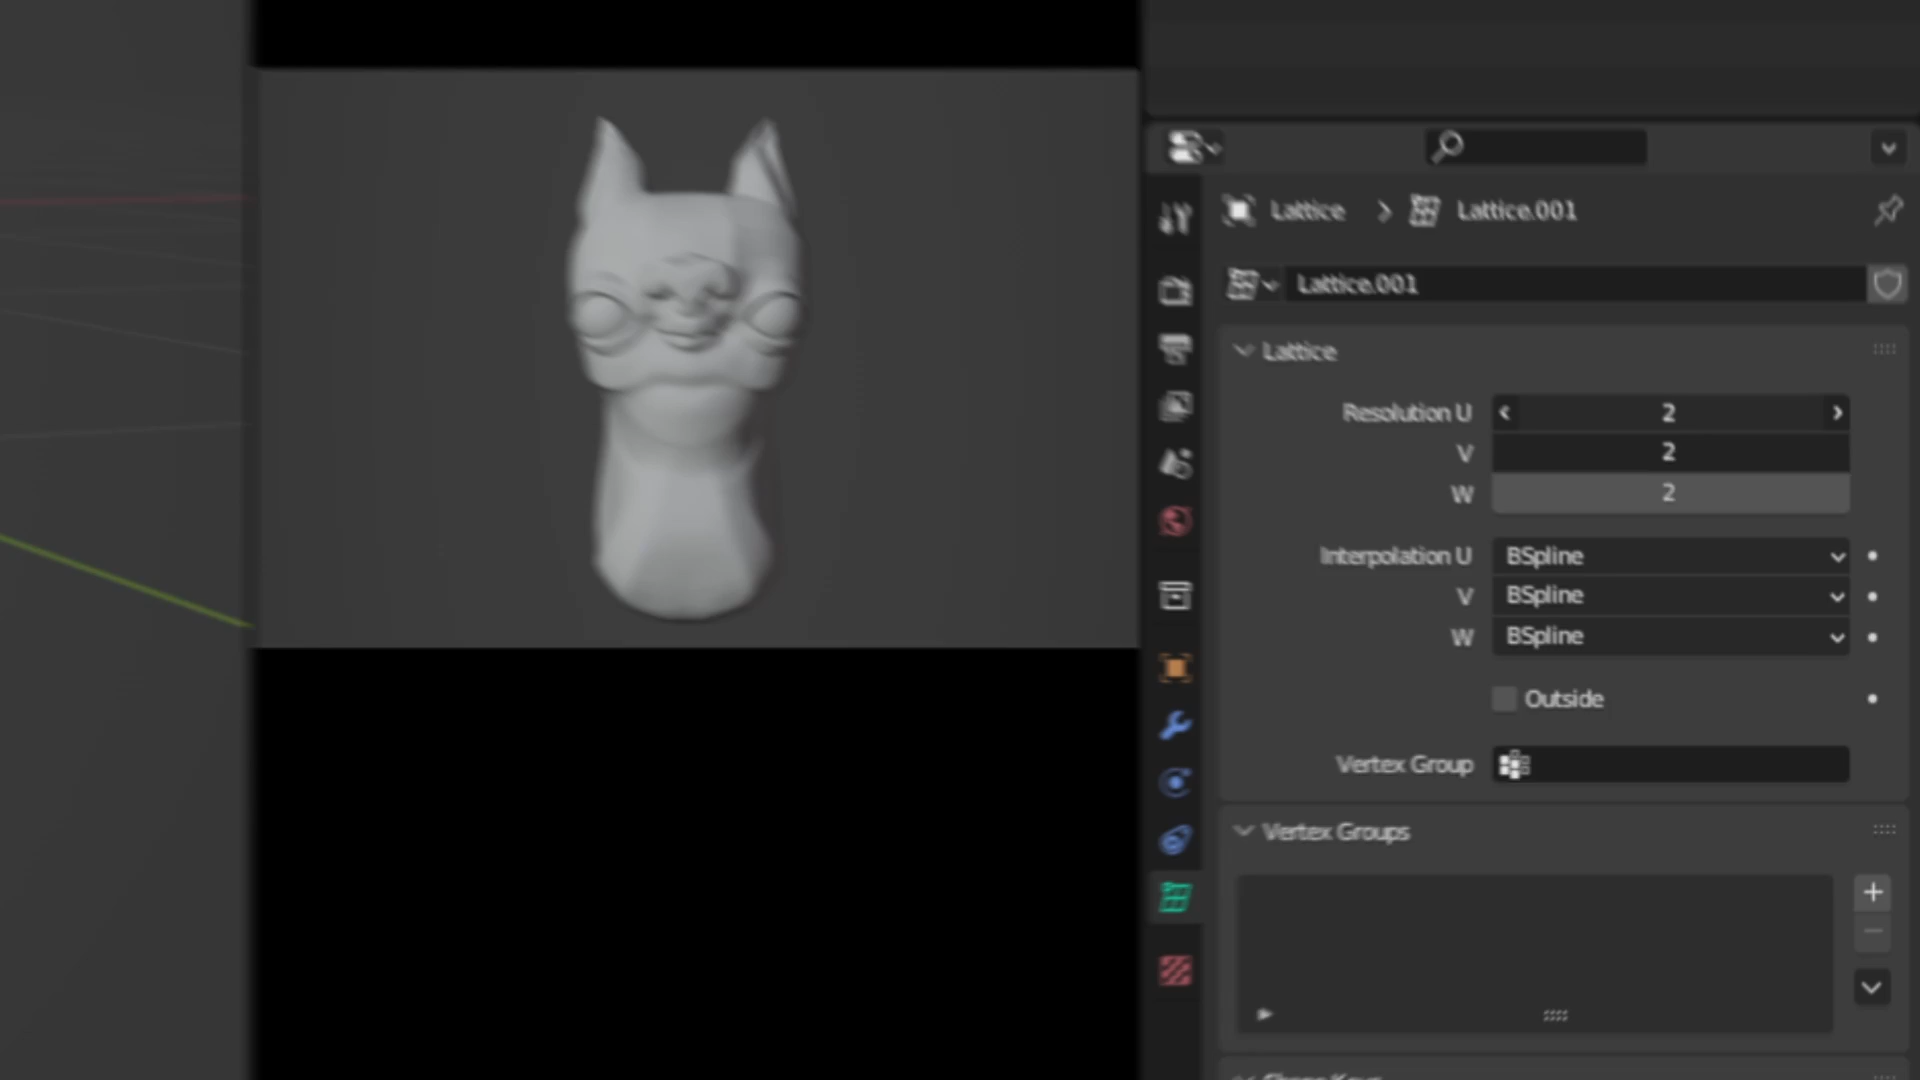 Lattice > Lattice.001
Lattice.001
Lattice
Resolution U 2
V 2
W 2
Interpolation U BSpline
V BSpline
W BSpline
Outside
Vertex Group
Vertex Groups